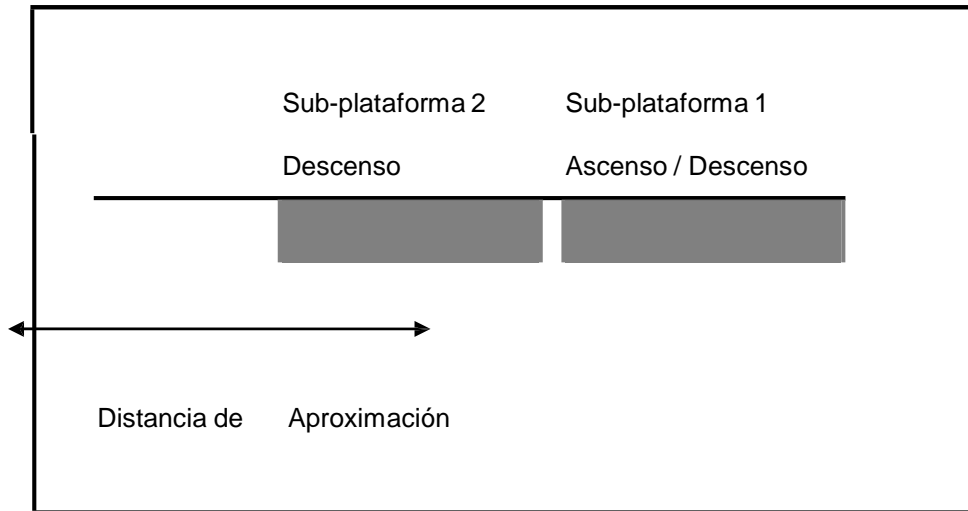 Sub-plataforma 2 Sub-plataforma 1
Descenso Ascenso / Descenso
Distancia de Aproximación